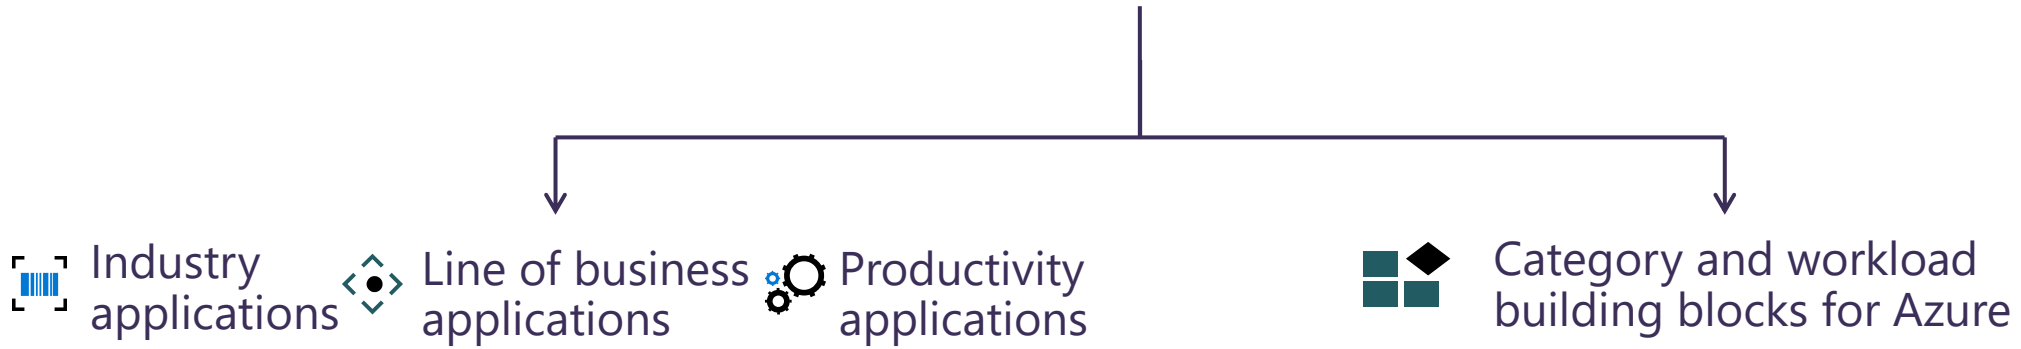 Industry
applications
Line of business
applications
Productivity
applications
Category and workload
building blocks for Azure